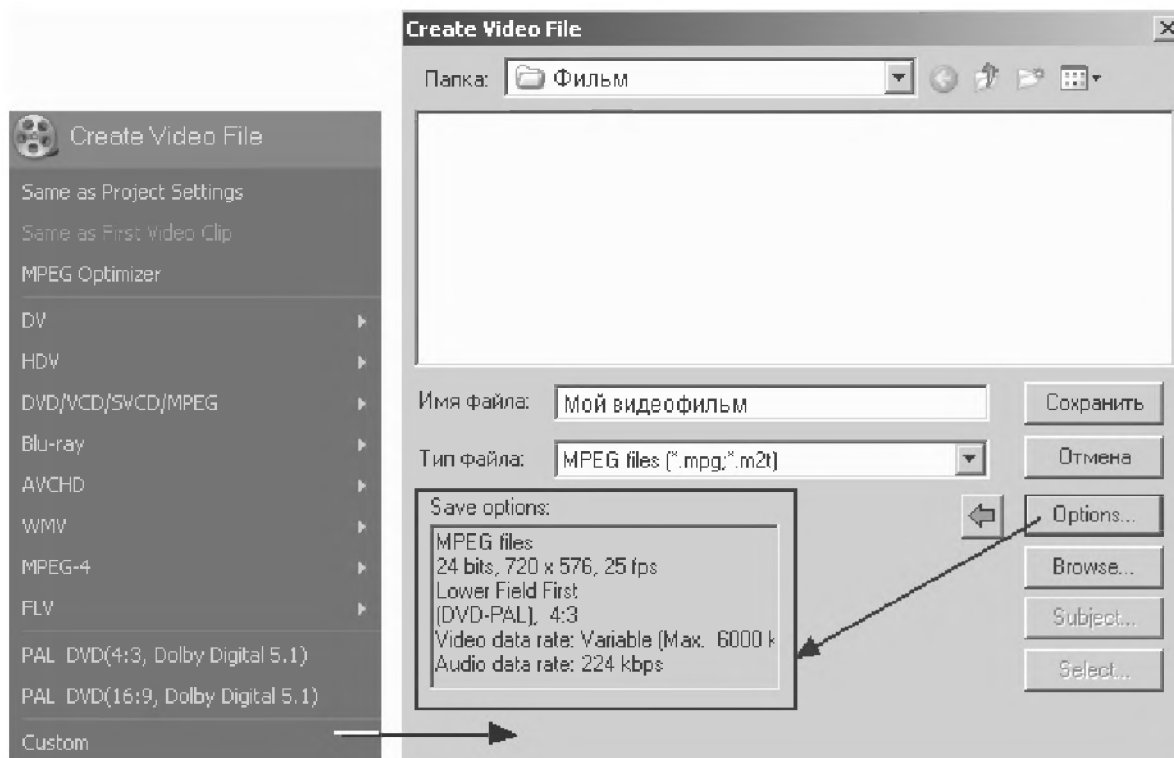 Create Video File
Same as Project Settings
Same as First Video Clip
MPEG Optimizer
DV
HDV
DVD/VCD/SVCD/MPEG
Blu-ray
AVCHD
WMV
MPEG-4
FLV
PAL DVD(4:3, Dolby Digital 5.1)
PAL DVD(16:9, Dolby Digital 5.1)
Custom
Create Video File
Папка: Фильм
Имя файла: Мой видеофильм
Сохранить
Тип файла: MPEG files (*.mpg;*.m2t)
Отмена
Save options:
MPEG files
24 bits, 720 x 576, 25 fps
Lower Field First
(DVD-PAL), 4:3
Video data rate: Variable (Max. 6000 k
Audio data rate: 224 kbps
Options...
Browse...
Subject...
Select...